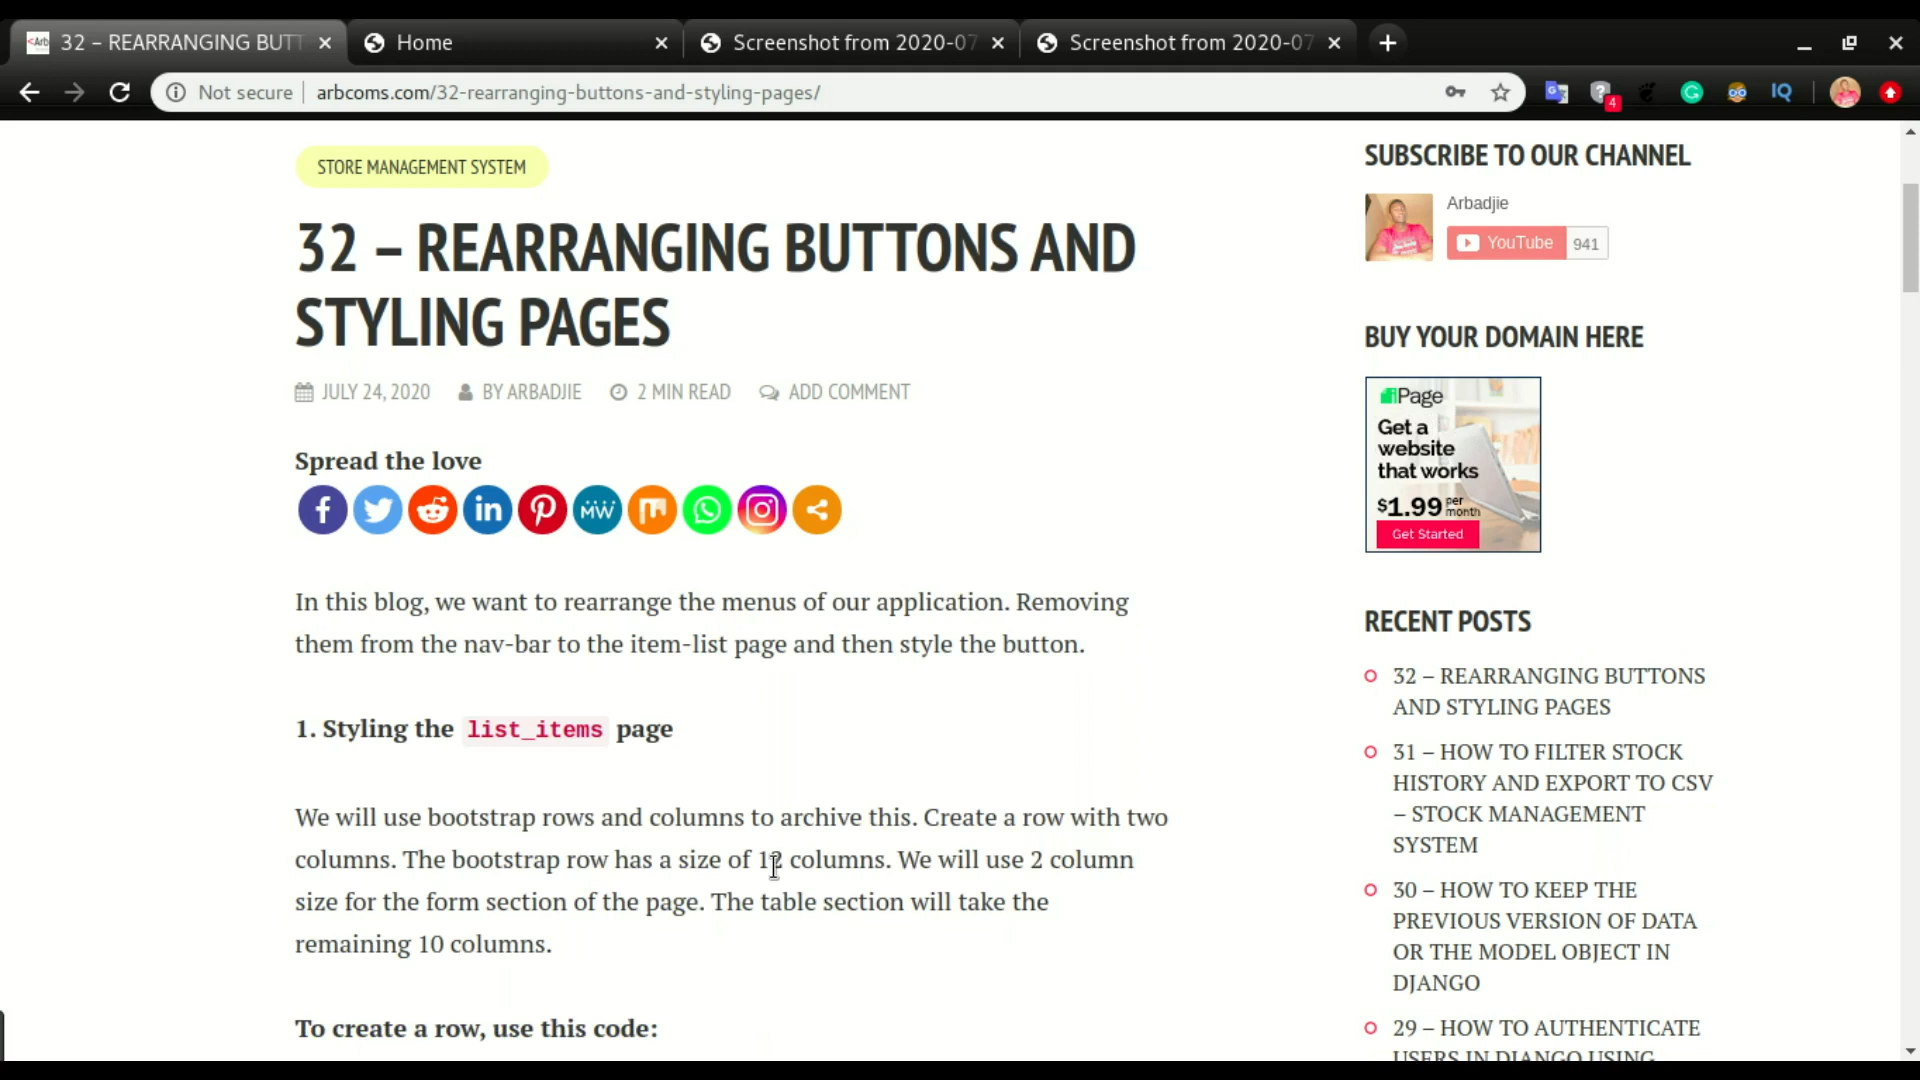 <Arb
32 – REARRANGING BUTT
Home
Screenshot from 2020-07
Screenshot from 2020-07
Not secure
arbcoms.com/32-rearranging-buttons-and-styling-pages/
4
IQ
STORE MANAGEMENT SYSTEM
32 – REARRANGING BUTTONS AND
STYLING PAGES
JULY 24, 2020 BY ARBADJIE 2 MIN READ ADD COMMENT
Spread the love
MW
In this blog, we want to rearrange the menus of our application. Removing
them from the nav-bar to the item-list page and then style the button.
1. Styling the list_items page
We will use bootstrap rows and columns to archive this. Create a row with two
columns. The bootstrap row has a size of 12 columns. We will use 2 column
size for the form section of the page. The table section will take the
remaining 10 columns.
To create a row, use this code:
SUBSCRIBE TO OUR CHANNEL
Arbadjie
YouTube 941
BUY YOUR DOMAIN HERE
iPage
Get a
website
that works
$1.99 per
month
Get Started
RECENT POSTS
32 – REARRANGING BUTTONS
AND STYLING PAGES
31 – HOW TO FILTER STOCK
HISTORY AND EXPORT TO CSV
– STOCK MANAGEMENT
SYSTEM
30 – HOW TO KEEP THE
PREVIOUS VERSION OF DATA
OR THE MODEL OBJECT IN
DJANGO
29 – HOW TO AUTHENTICATE
USERS IN DJANGO USING